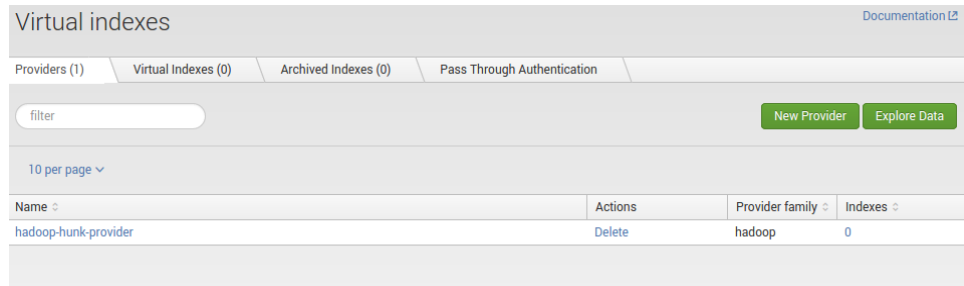 Virtual indexes
Documentation
Providers (1) Virtual Indexes (0) Archived Indexes (0) Pass Through Authentication
filter
New Provider Explore Data
10 per page
Name Actions Provider family Indexes
hadoop-hunk-provider Delete hadoop 0